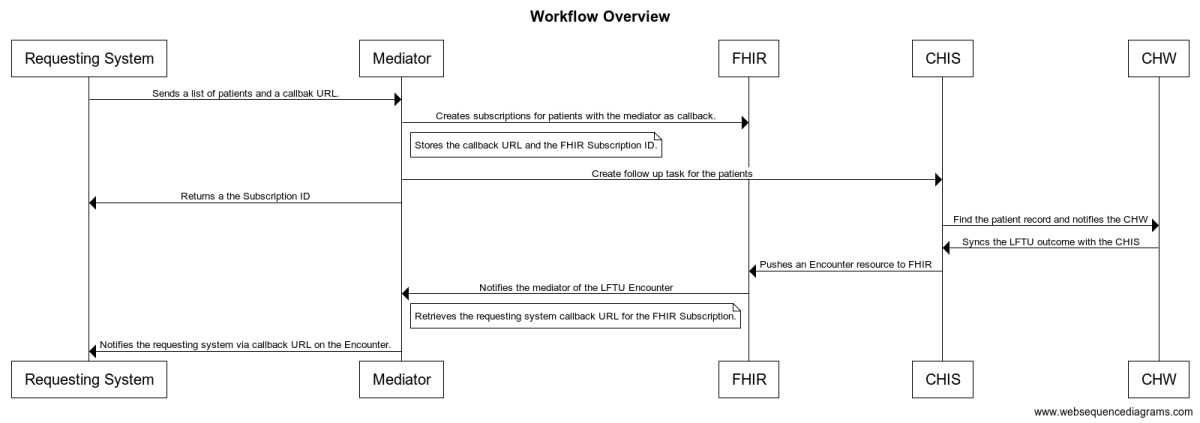 Workflow Overview
Requesting System
Mediator
FHIR
CHIS
CHW
Sends a list of patients and a callbak URL.
Creates subscriptions for patients with the mediator as callback.
Stores the callback URL and the FHIR Subscription ID.
Create follow up task for the patients
Returns a the Subscription ID
Find the patient record and notifies the CHW
Syncs the LFTU outcome with the CHIS
Pushes an Encounter resource to FHIR
Notifies the mediator of the LFTU Encounter
Retrieves the requesting system callback URL for the FHIR Subscription.
Notifies the requesting system via callback URL on the Encounter.
Requesting System
Mediator
FHIR
CHIS
CHW
www.websequencediagrams.com